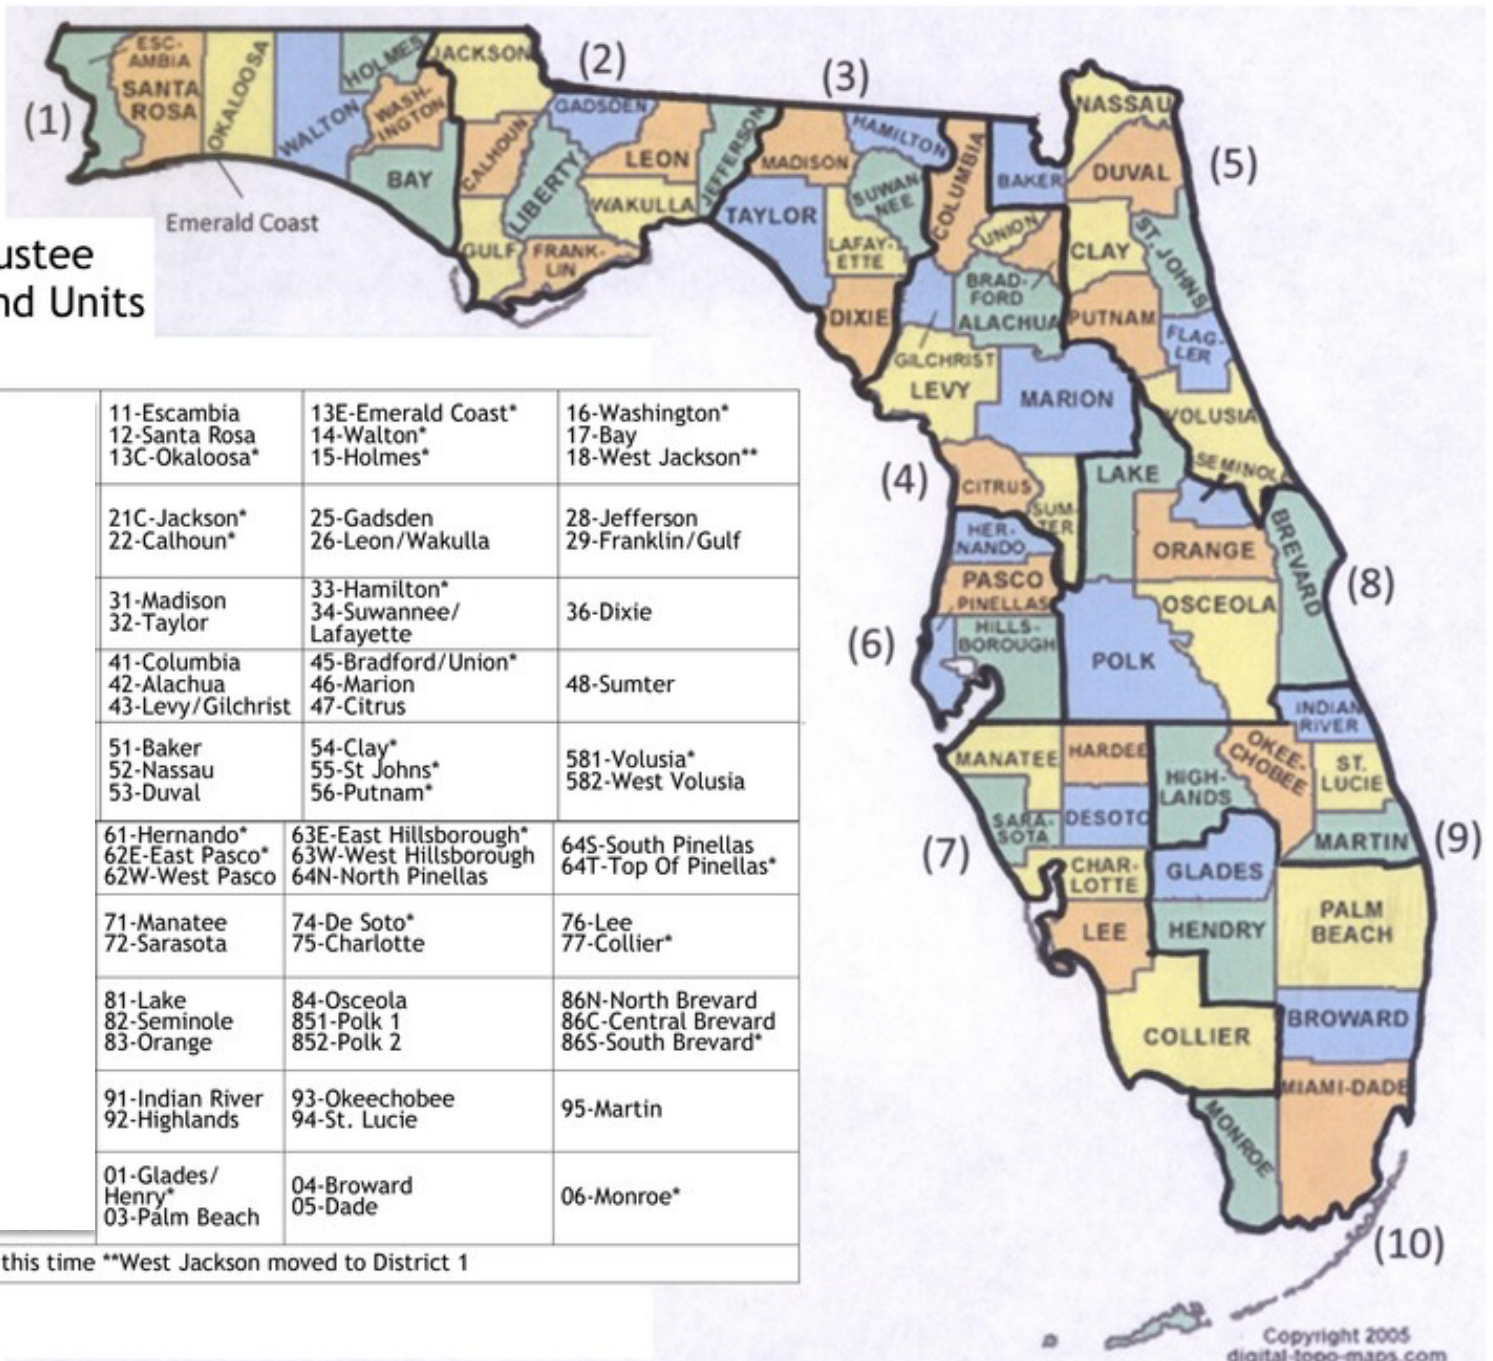 (1)
ESC-
AMBIA
SANTA
ROSA
OKALOOSA
WALTON
HOLMES
WASH-
INGTON
BAY
JACKSON
(2)
CALHOUN
GADSDEN
LIBERTY
LEON
WAKULLA
JEFFERSON
GULF
FRANK-
LIN
Emerald Coast
(3)
MADISON
HAMILTON
TAYLOR
SUWAN-
NEE
LAFAY-
ETTE
DIXIE
COLUMBIA
BAKER
NASSAU
DUVAL
(5)
UNION
CLAY
ST. JOHNS
BRAD-
FORD
ALACHUA
PUTNAM
FLAG-
LER
GILCHRIST
LEVY
MARION
VOLUSIA
(4)
CITRUS
SUM-
TER
LAKE
SEMINOLE
HER-
NANDO
ORANGE
BREVARD
(8)
PASCO
PINELLAS
OSCEOLA
(6)
HILLS-
BOROUGH
POLK
INDIAN
RIVER
MANATEE
HARDEE
HIGH-
LANDS
OKEE-
CHOBEE
ST.
LUCIE
SARA-
SOTA
DESOTO
MARTIN
(9)
(7)
CHAR-
LOTTE
GLADES
LEE
HENDRY
PALM
BEACH
COLLIER
BROWARD
MIAMI-DADE
MONROE
(10)
Copyright 2005
digital-topo-maps.com
ustee
nd Units
11-Escambia
12-Santa Rosa
13C-Okaloosa*
13E-Emerald Coast*
14-Walton*
15-Holmes*
16-Washington*
17-Bay
18-West Jackson**
21C-Jackson*
22-Calhoun*
25-Gadsden
26-Leon/Wakulla
28-Jefferson
29-Franklin/Gulf
31-Madison
32-Taylor
33-Hamilton*
34-Suwannee/
Lafayette
36-Dixie
41-Columbia
42-Alachua
43-Levy/Gilchrist
45-Bradford/Union*
46-Marion
47-Citrus
48-Sumter
51-Baker
52-Nassau
53-Duval
54-Clay*
55-St Johns*
56-Putnam*
581-Volusia*
582-West Volusia
61-Hernando*
62E-East Pasco*
62W-West Pasco
63E-East Hillsborough*
63W-West Hillsborough
64N-North Pinellas
64S-South Pinellas
64T-Top Of Pinellas*
71-Manatee
72-Sarasota
74-De Soto*
75-Charlotte
76-Lee
77-Collier*
81-Lake
82-Seminole
83-Orange
84-Osceola
851-Polk 1
852-Polk 2
86N-North Brevard
86C-Central Brevard
86S-South Brevard*
91-Indian River
92-Highlands
93-Okeechobee
94-St. Lucie
95-Martin
01-Glades/
Henry*
03-Palm Beach
04-Broward
05-Dade
06-Monroe*
this time **West Jackson moved to District 1